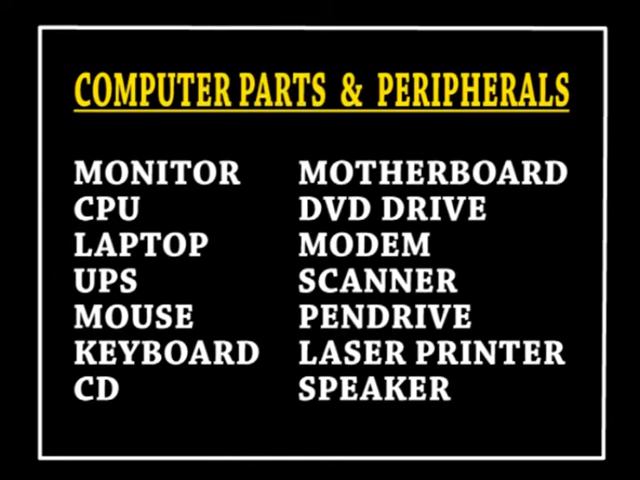 COMPUTER PARTS & PERIPHERALS
MONITOR
CPU
LAPTOP
UPS
MOUSE
KEYBOARD
CD
MOTHERBOARD
DVD DRIVE
MODEM
SCANNER
PENDRIVE
LASER PRINTER
SPEAKER